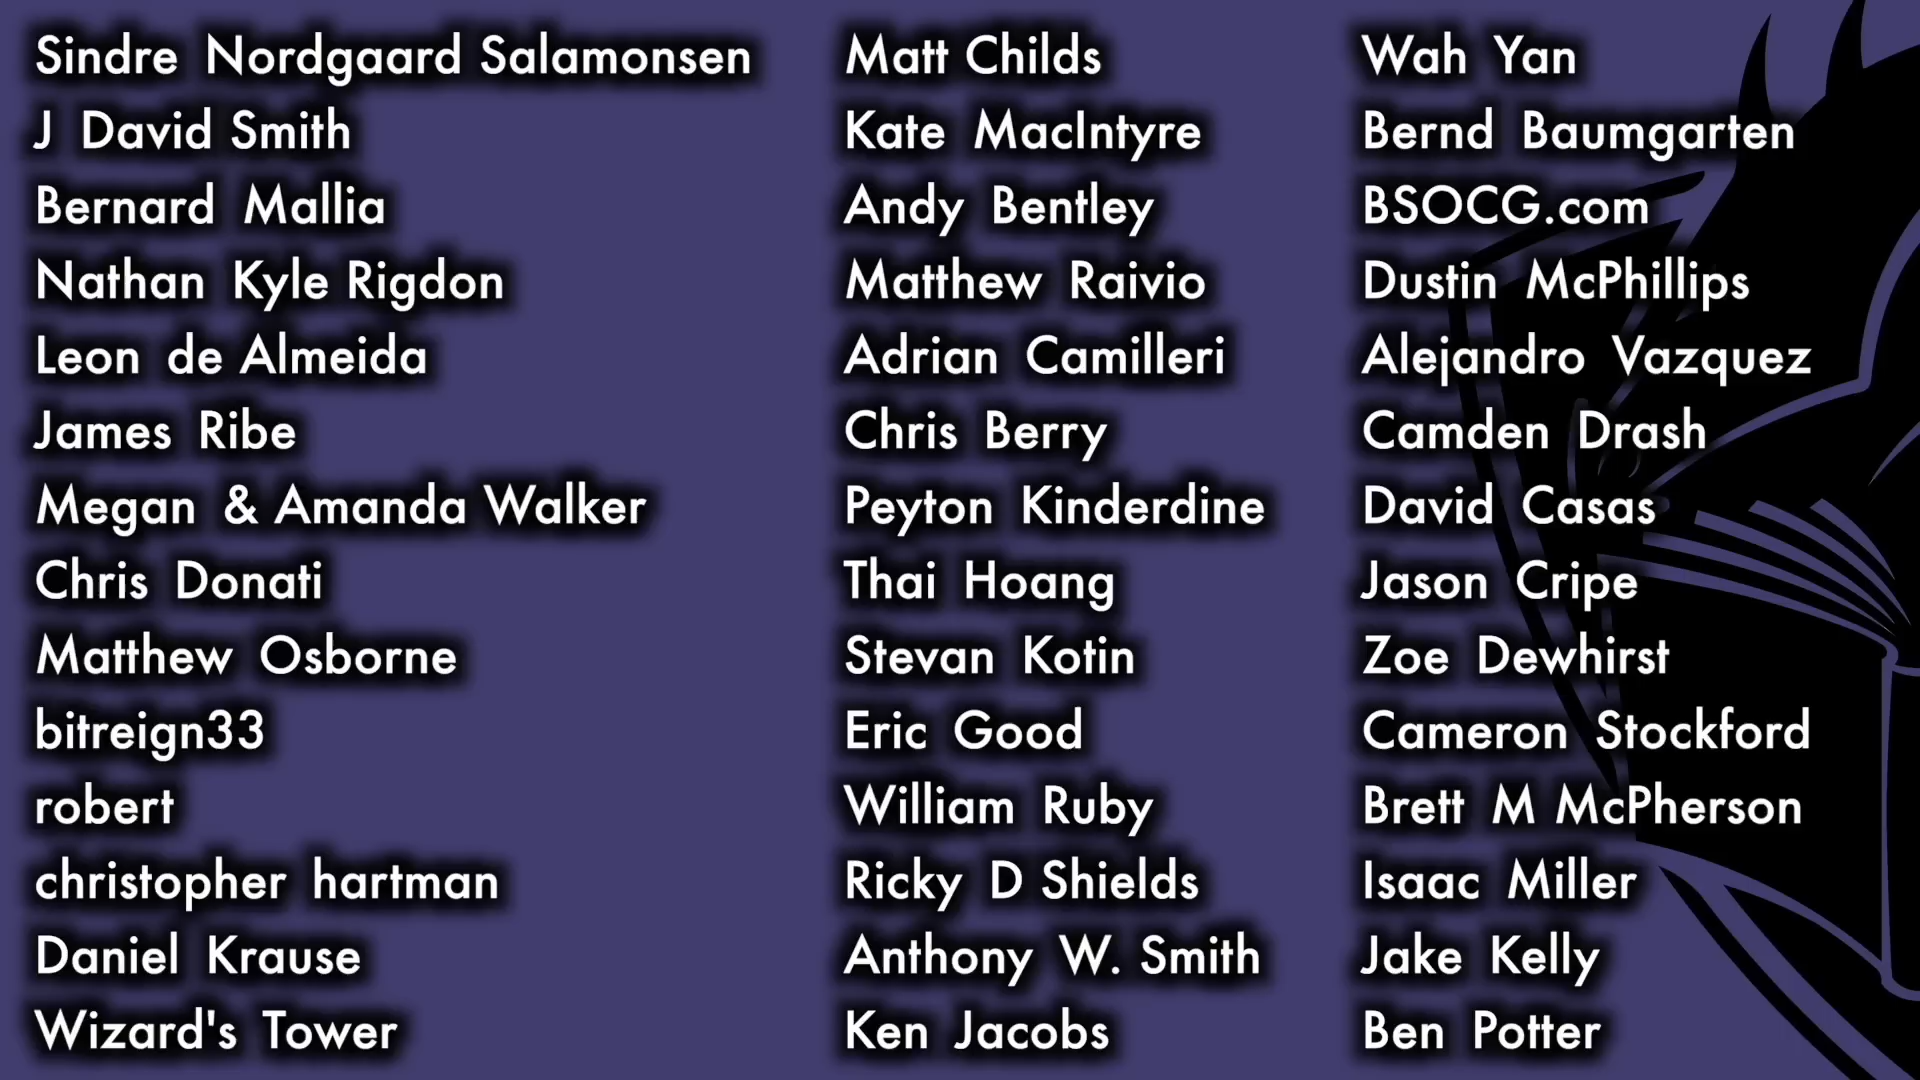 Sindre Nordgaard Salamonsen
J David Smith
Bernard Mallia
Nathan Kyle Rigdon
Leon de Almeida
James Ribe
Megan & Amanda Walker
Chris Donati
Matthew Osborne
bitreign33
robert
christopher hartman
Daniel Krause
Wizard's Tower
Matt Childs
Kate MacIntyre
Andy Bentley
Matthew Raivio
Adrian Camilleri
Chris Berry
Peyton Kinderdine
Thai Hoang
Stevan Kotin
Eric Good
William Ruby
Ricky D Shields
Anthony W. Smith
Ken Jacobs
Wah Yan
Bernd Baumgarten
BSOCG.com
Dustin McPhillips
Alejandro Vazquez
Camden Drash
David Casas
Jason Cripe
Zoe Dewhirst
Cameron Stockford
Brett M McPherson
Isaac Miller
Jake Kelly
Ben Potter